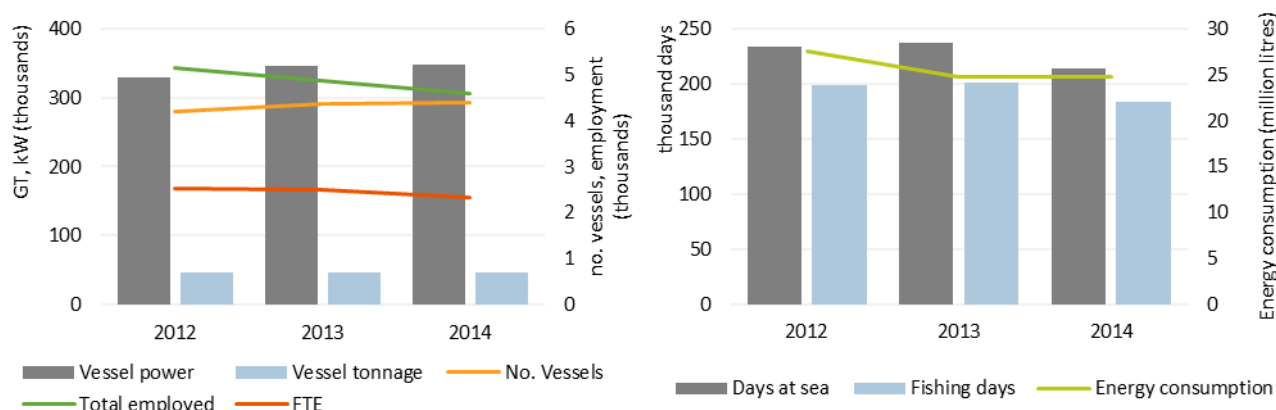 400
300
200
100
0
GT, kW (thousands)
6
5
4
3
2
1
0
no. vessels, employment
(thousands)
2012 2013 2014
Vessel power Vessel tonnage No. Vessels
Total employed FTE
250
200
150
100
50
0
thousand days
30
25
20
15
10
5
0
Energy consumption (million litres)
2012 2013 2014
Days at sea Fishing days Energy consumption